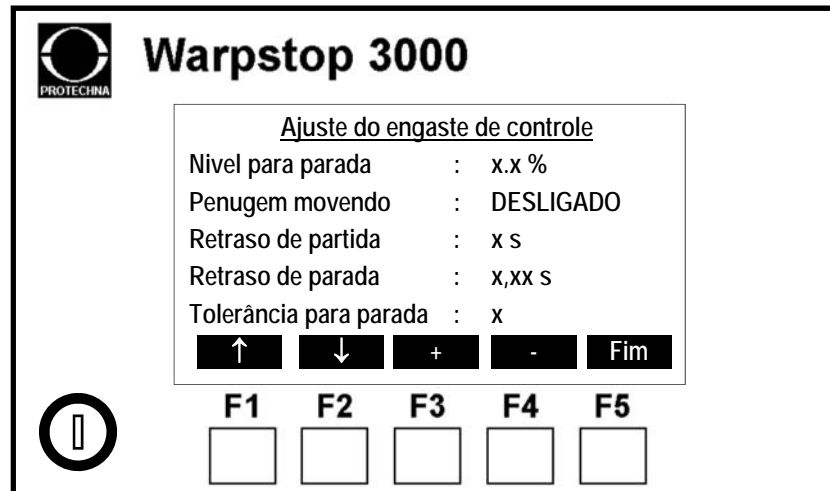 PROTECHNA
Warpstop 3000
Ajuste do engaste de controle
Nivel para parada : x.x %
Penugem movendo : DESLIGADO
Retraso de partida : x s
Retraso de parada : x,xx s
Tolerância para parada : x
↑ ↓ + - Fim
F1 F2 F3 F4 F5